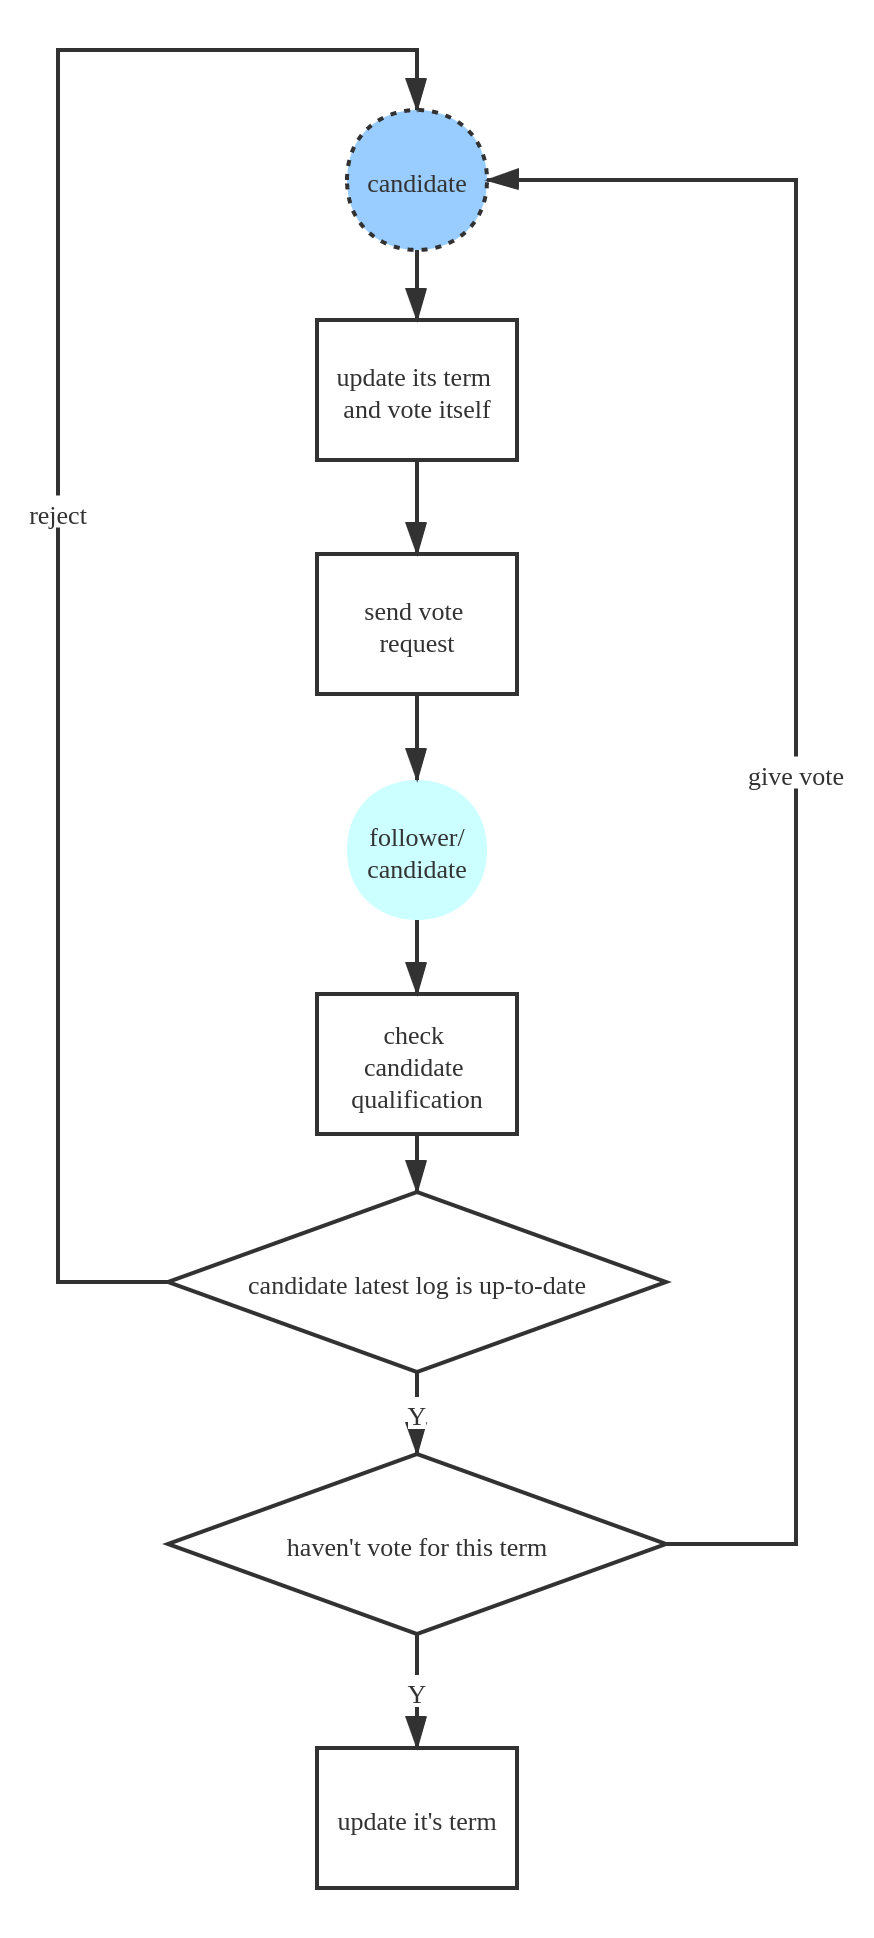 candidate
update its term
and vote itself
reject
send vote
request
give vote
follower/
candidate
check
candidate
qualification
candidate latest log is up-to-date
Y
haven't vote for this term
Y
update it's term